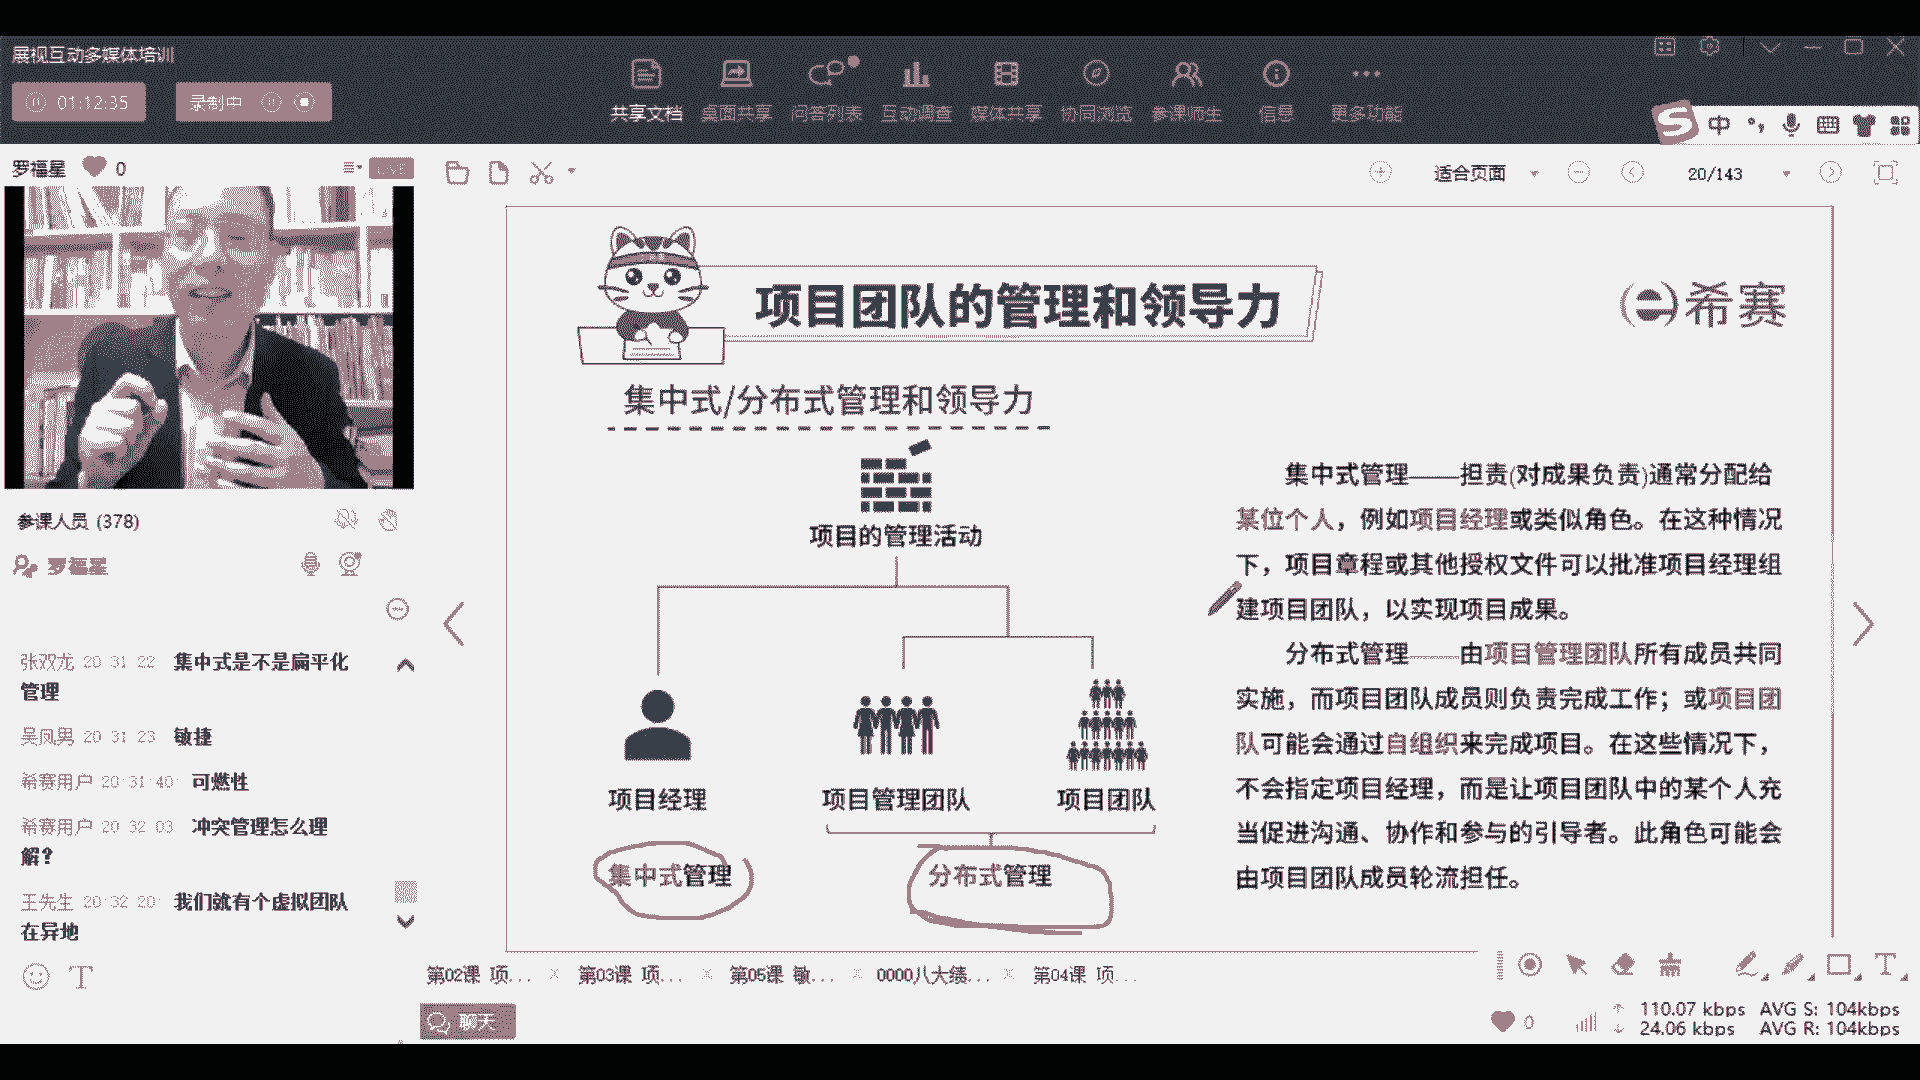 展视互动多媒体培训
01:12:35
录制中
共享文档
桌面共享
问答列表
互动调查
媒体共享
协同浏览
参课师生
信息
更多功能
中
罗福星
0
LIVE
适合页面
20/143
项目团队的管理和领导力
希赛
集中式/分布式管理和领导力
项目的管理活动
项目经理
项目管理团队
项目团队
集中式管理
分布式管理
集中式管理——担责(对成果负责)通常分配给
某位个人，例如项目经理或类似角色。在这种情况
下，项目章程或其他授权文件可以批准项目经理组
建项目团队，以实现项目成果。
分布式管理——由项目管理团队所有成员共同
实施，而项目团队成员则负责完成工作；或项目团
队可能会通过自组织来完成项目。在这些情况下，
不会指定项目经理，而是让项目团队中的某个人充
当促进沟通、协作和参与的引导者。此角色可能会
由项目团队成员轮流担任。
参课人员 (378)
罗福星
张双龙 20:31:22 集中式是不是扁平化
管理
吴凤男 20:31:23 敏捷
希赛用户 20:31:40 可燃性
希赛用户 20:32:03 冲突管理怎么理
解？
王先生 20:32:20 我们就有个虚拟团队
在异地
第02课 项...
第03课 项...
第05课 敏...
0000八大绩...
第04课 项...
聊天
0
110.07 kbps AVG S: 104kbps
24.06 kbps AVG R: 104kbps